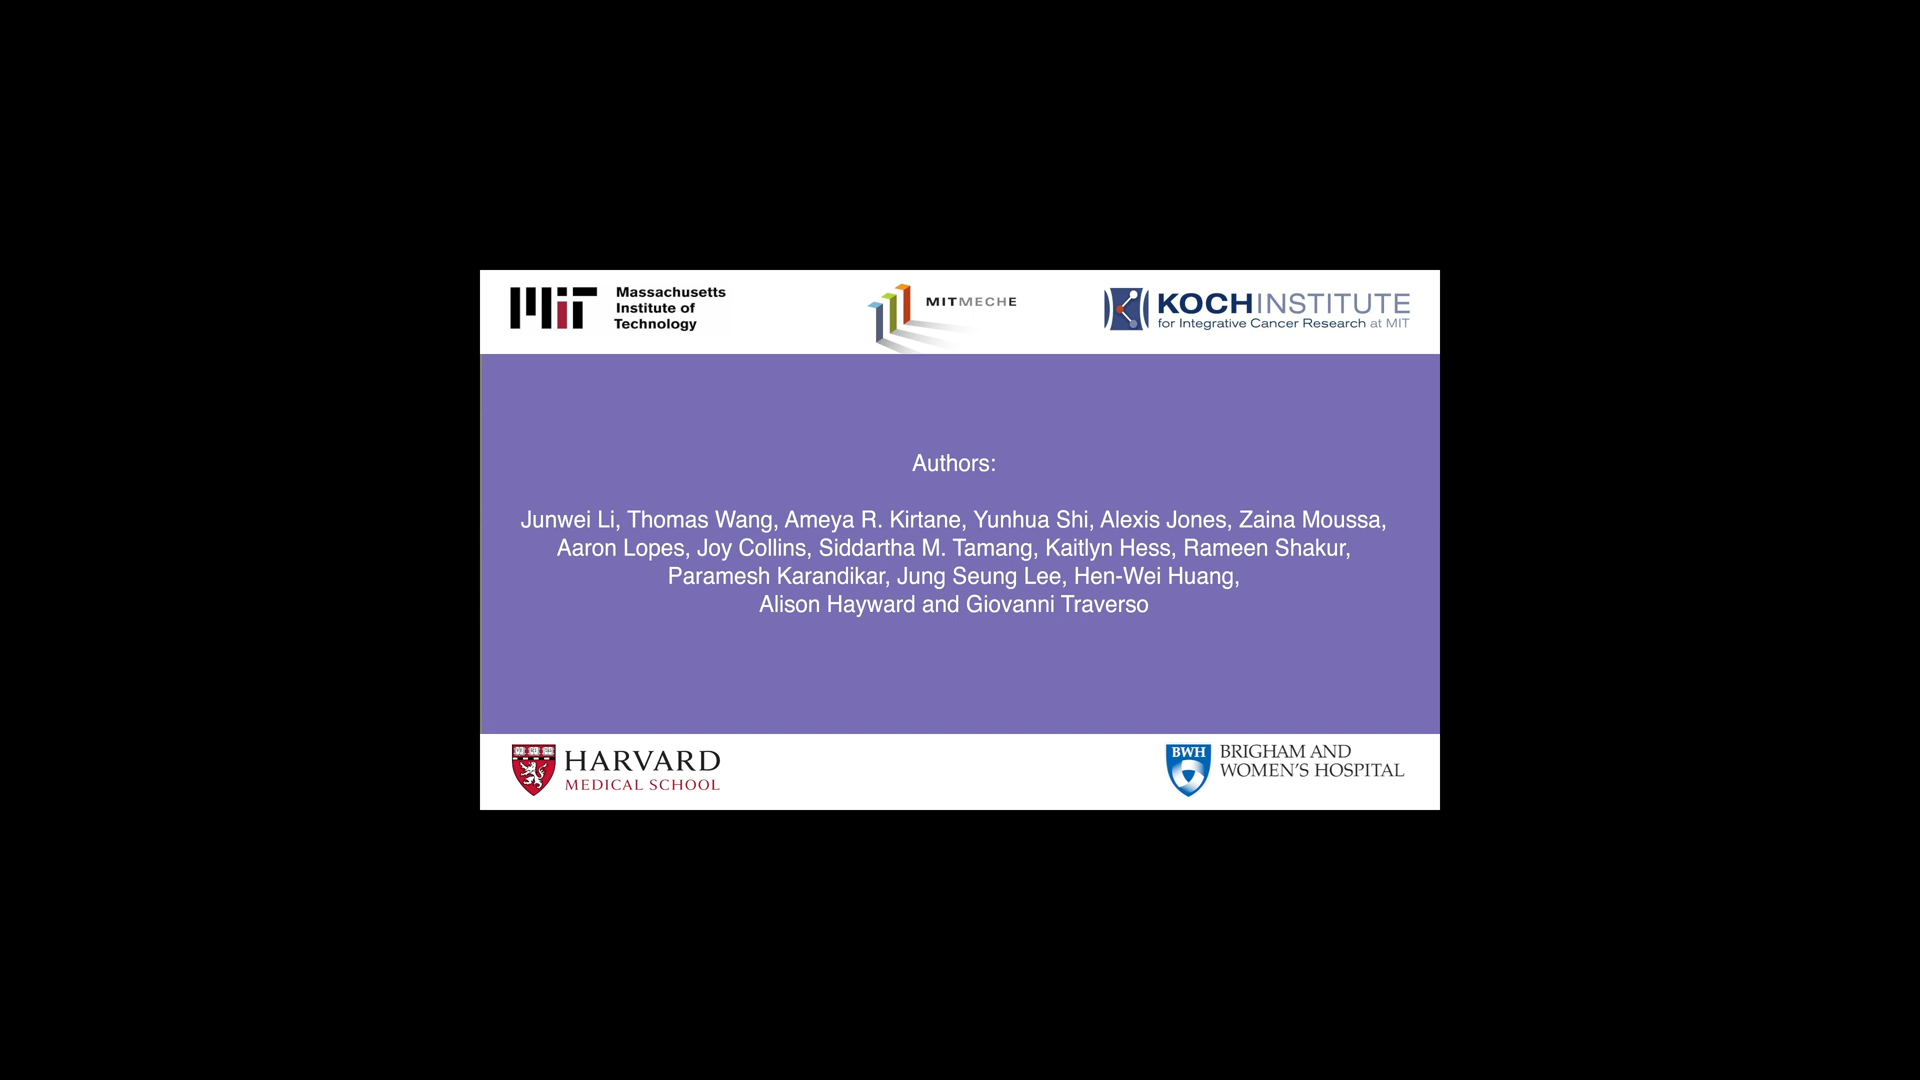 Massachusetts
Institute of
Technology
MITMECHE
KOCH INSTITUTE
for Integrative Cancer Research at MIT
Authors:
Junwei Li, Thomas Wang, Ameya R. Kirtane, Yunhua Shi, Alexis Jones, Zaina Moussa,
Aaron Lopes, Joy Collins, Siddartha M. Tamang, Kaitlyn Hess, Rameen Shakur,
Paramesh Karandikar, Jung Seung Lee, Hen-Wei Huang,
Alison Hayward and Giovanni Traverso
HARVARD
MEDICAL SCHOOL
BWH
BRIGHAM AND
WOMEN'S HOSPITAL